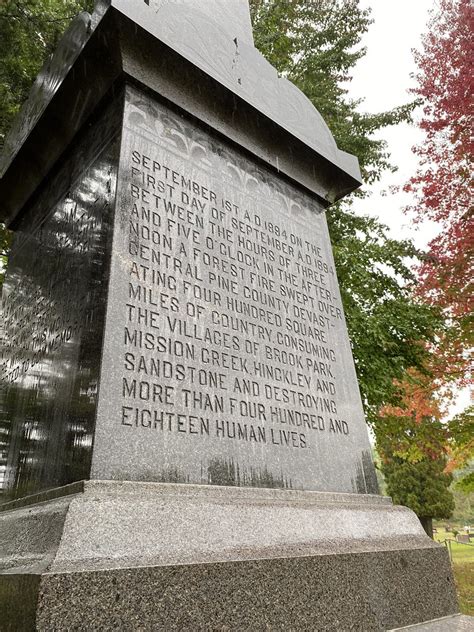 SEPTEMBER 1ST A.D. 1894 ON THE
FIRST DAY OF SEPTEMBER A.D. 1894
BETWEEN THE HOURS OF THREE
AND FIVE O'CLOCK IN THE AFTER-
NOON A FOREST FIRE SWEPT OVER
CENTRAL PINE COUNTY DEVAST-
ATING FOUR HUNDRED SQUARE
MILES OF COUNTRY, CONSUMING
THE VILLAGES OF BROOK PARK,
MISSION CREEK, HINCKLEY AND
SANDSTONE AND DESTROYING
MORE THAN FOUR HUNDRED AND
EIGHTEEN HUMAN LIVES.